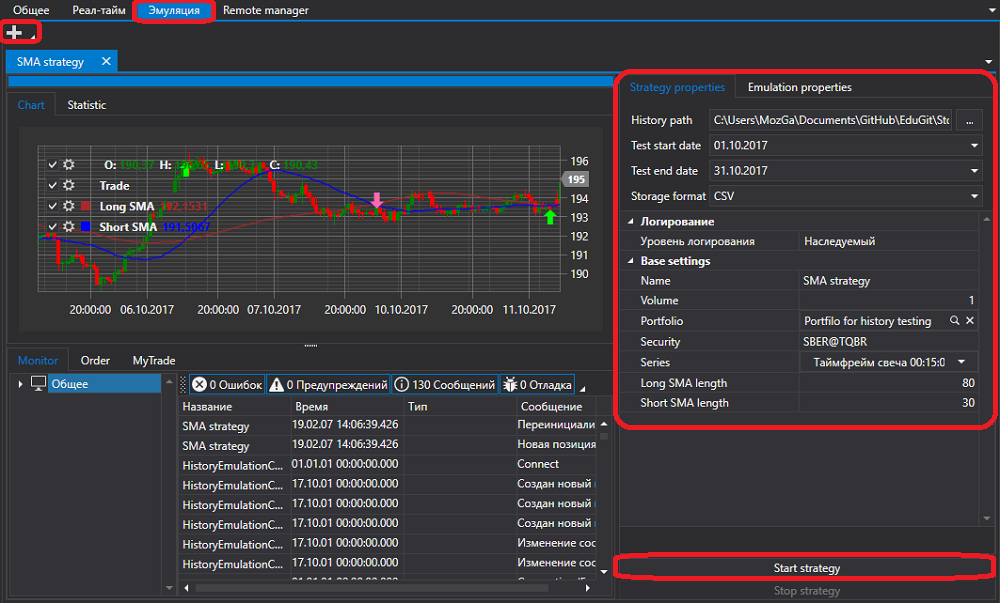 Общее Реал-тайм Эмуляция Remote manager
SMA strategy
Chart Statistic
O: 190,37 H: L: C: 190,43
Trade
Long SMA 192,1531
Short SMA 191,5067
196
195
194
193
192
191
190
20:00:00 06.10.2017 20:00:00 07.10.2017 20:00:00 10.10.2017 20:00:00 11.10.2017
Monitor Order MyTrade
Общее
0 Ошибок 0 Предупреждений 130 Сообщений 0 Отладка
Название Время Тип Сообщение
SMA strategy 19.02.07 14:06:39.426 Переинициали
SMA strategy 19.02.07 14:06:39.426 Новая позиция
HistoryEmulationC... 01.01.01 00:00:00.000 Connect
HistoryEmulationC... 17.10.01 00:00:00.000 Создан новый
HistoryEmulationC... 17.10.01 00:00:00.000 Создан новый
HistoryEmulationC... 17.10.01 00:00:00.000 Создан новый
HistoryEmulationC... 17.10.01 00:00:00.000 Изменение сос
HistoryEmulationC... 17.10.01 00:00:00.000 Изменение сос
Strategy properties Emulation properties
History path C:\Users\MozGa\Documents\GitHub\EduGit\Sto ...
Test start date 01.10.2017
Test end date 31.10.2017
Storage format CSV
Логирование
Уровень логирования Наследуемый
Base settings
Name SMA strategy
Volume 1
Portfolio Portfilo for history testing
Security SBER@TQBR
Series Таймфрейм свеча 00:15:0
Long SMA length 80
Short SMA length 30
Start strategy
Stop strategy